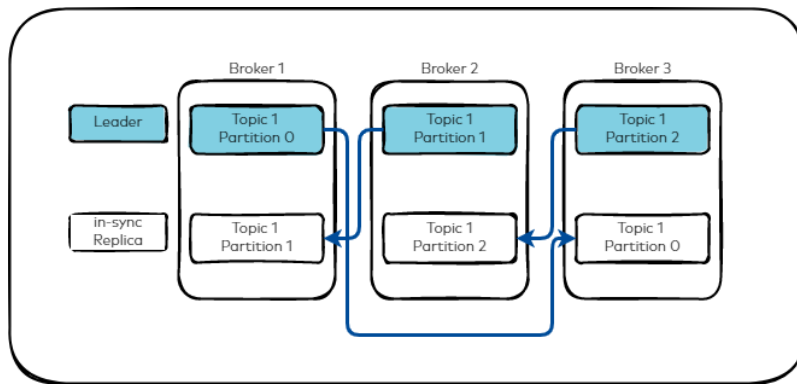 Broker 1
Broker 2
Broker 3
Leader
Topic 1
Partition 0
Topic 1
Partition 1
Topic 1
Partition 2
in-sync
Replica
Topic 1
Partition 1
Topic 1
Partition 2
Topic 1
Partition 0